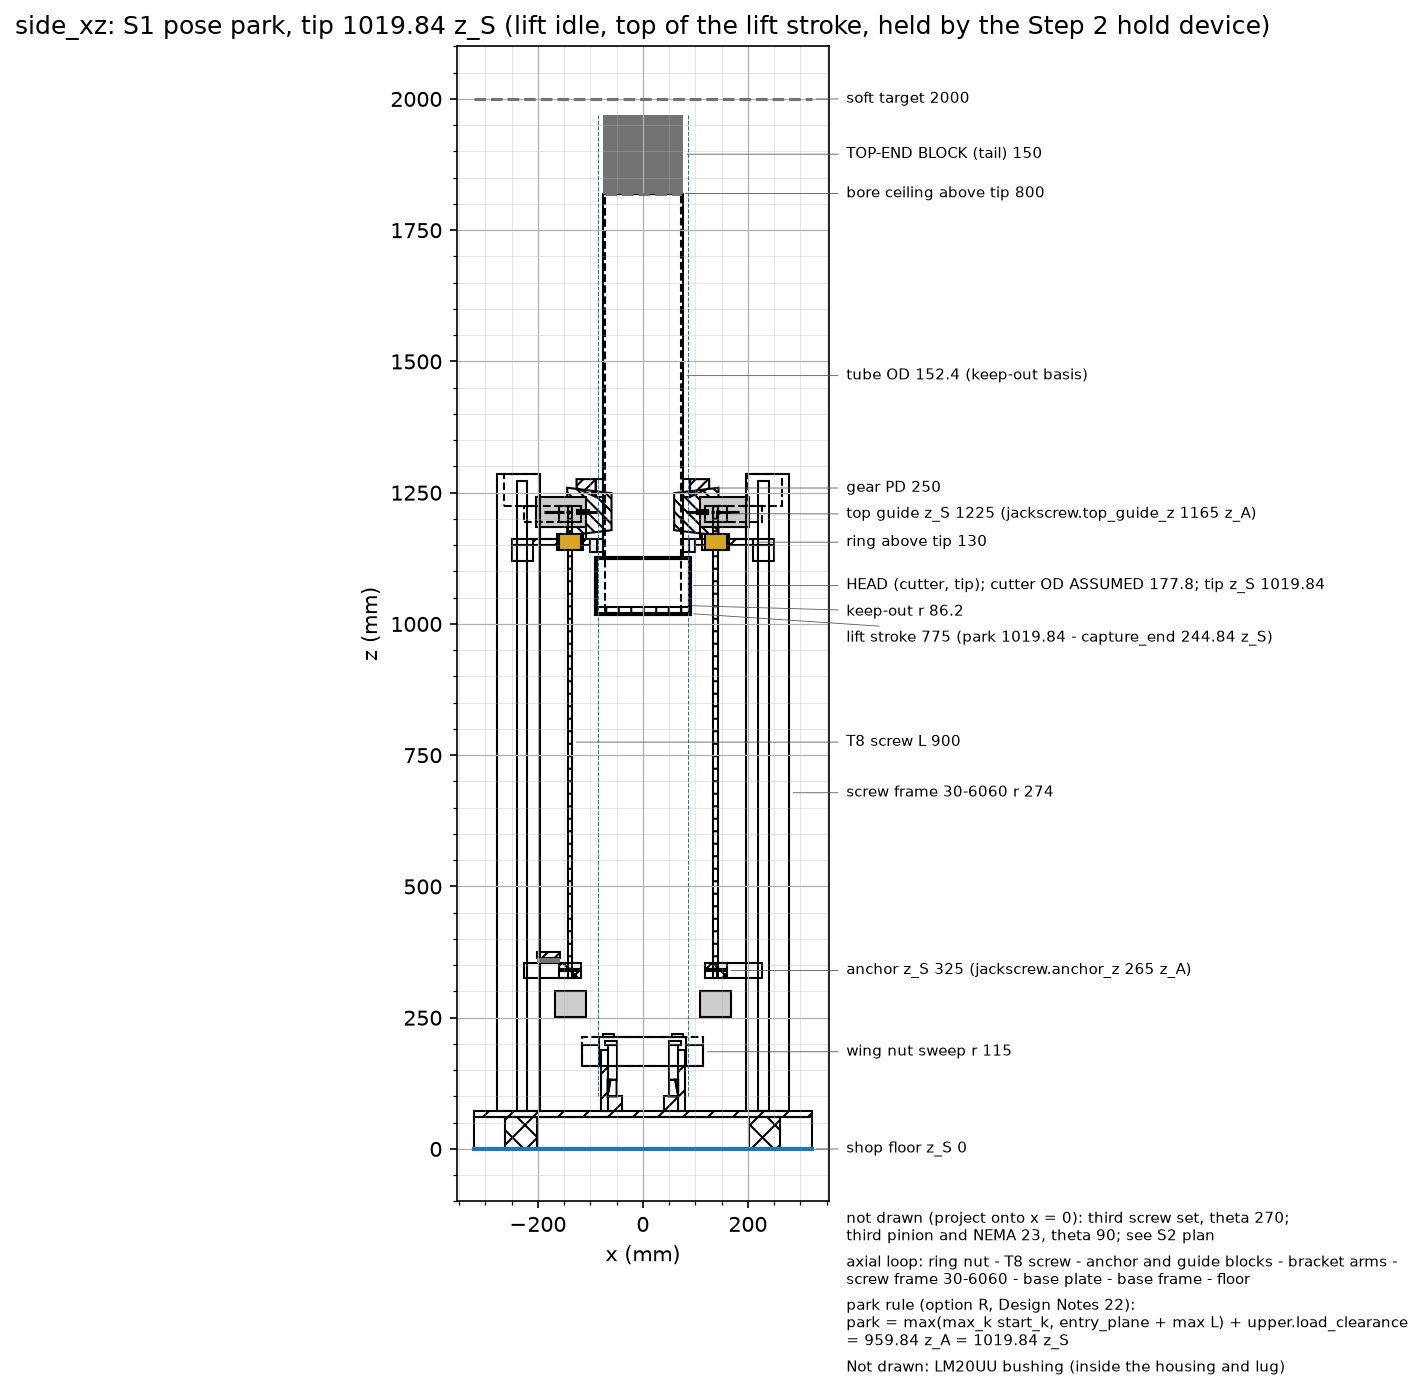 side_xz: S1 pose park, tip 1019.84 z_S (lift idle, top of the lift stroke, held by the Step 2 hold device)
2000
1750
1500
1250
1000
750
500
250
0
z (mm)
−200
0
200
x (mm)
soft target 2000
TOP-END BLOCK (tail) 150
bore ceiling above tip 800
tube OD 152.4 (keep-out basis)
gear PD 250
top guide z_S 1225 (jackscrew.top_guide_z 1165 z_A)
ring above tip 130
HEAD (cutter, tip); cutter OD ASSUMED 177.8; tip z_S 1019.84
keep-out r 86.2
lift stroke 775 (park 1019.84 - capture_end 244.84 z_S)
T8 screw L 900
screw frame 30-6060 r 274
anchor z_S 325 (jackscrew.anchor_z 265 z_A)
wing nut sweep r 115
shop floor z_S 0
not drawn (project onto x = 0): third screw set, theta 270;
third pinion and NEMA 23, theta 90; see S2 plan
axial loop: ring nut - T8 screw - anchor and guide blocks - bracket arms -
screw frame 30-6060 - base plate - base frame - floor
park rule (option R, Design Notes 22):
park = max(max_k start_k, entry_plane + max L) + upper.load_clearance
= 959.84 z_A = 1019.84 z_S
Not drawn: LM20UU bushing (inside the housing and lug)